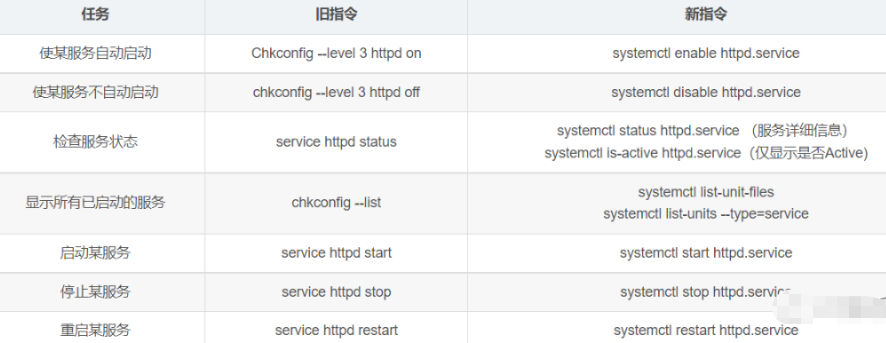 任务 旧指令 新指令
使某服务自动启动 Chkconfig --level 3 httpd on systemctl enable httpd.service
使某服务不自动启动 chkconfig --level 3 httpd off systemctl disable httpd.service
检查服务状态 service httpd status systemctl status httpd.service （服务详细信息）
systemctl is-active httpd.service（仅显示是否Active)
显示所有已启动的服务 chkconfig --list systemctl list-unit-files
systemctl list-units --type=service
启动某服务 service httpd start systemctl start httpd.service
停止某服务 service httpd stop systemctl stop httpd.service
重启某服务 service httpd restart systemctl restart httpd.service